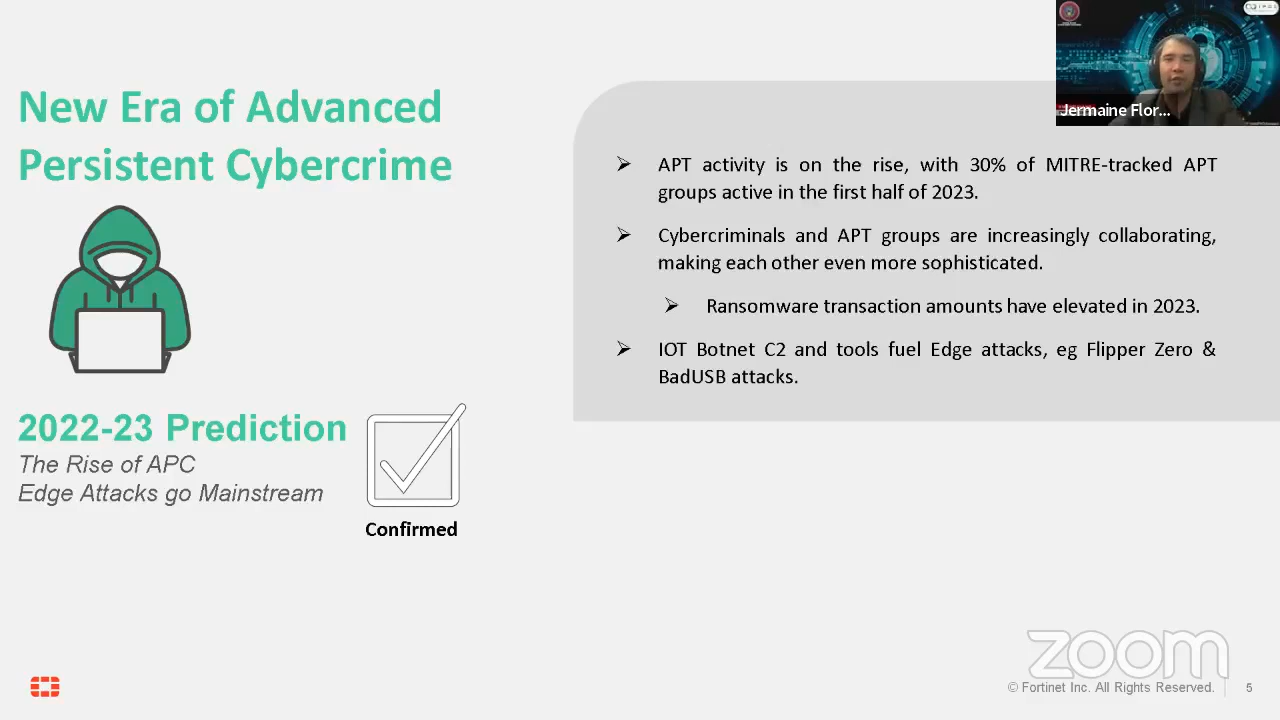 New Era of Advanced
Persistent Cybercrime
2022-23 Prediction
The Rise of APC
Edge Attacks go Mainstream
Confirmed
➢ APT activity is on the rise, with 30% of MITRE-tracked APT
groups active in the first half of 2023.
➢ Cybercriminals and APT groups are increasingly collaborating,
making each other even more sophisticated.
➢ Ransomware transaction amounts have elevated in 2023.
➢ IOT Botnet C2 and tools fuel Edge attacks, eg Flipper Zero &
BadUSB attacks.
Jermaine Flor...
zoom
© Fortinet Inc. All Rights Reserved.
5